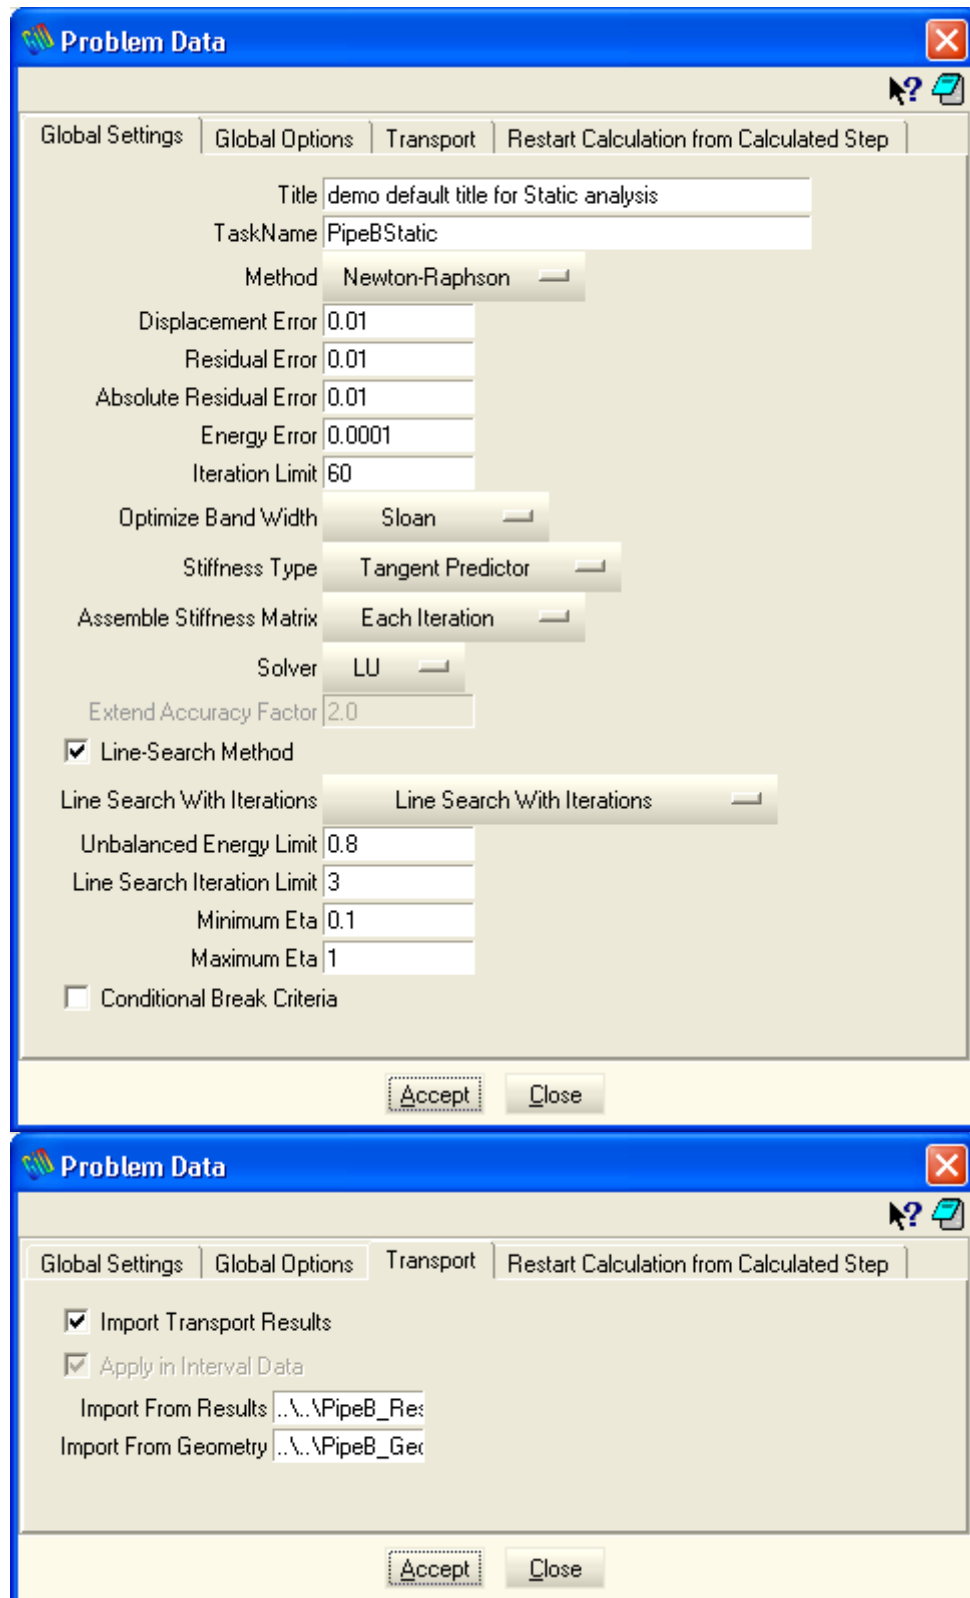 Problem Data
Global Settings Global Options Transport Restart Calculation from Calculated Step
Title demo default title for Static analysis
TaskName PipeBStatic
Method Newton-Raphson
Displacement Error 0.01
Residual Error 0.01
Absolute Residual Error 0.01
Energy Error 0.0001
Iteration Limit 60
Optimize Band Width Sloan
Stiffness Type Tangent Predictor
Assemble Stiffness Matrix Each Iteration
Solver LU
Extend Accuracy Factor 2.0
Line-Search Method
Line Search With Iterations Line Search With Iterations
Unbalanced Energy Limit 0.8
Line Search Iteration Limit 3
Minimum Eta 0.1
Maximum Eta 1
Conditional Break Criteria
Accept Close
Problem Data
Global Settings Global Options Transport Restart Calculation from Calculated Step
Import Transport Results
Apply in Interval Data
Import From Results ..\..\PipeB_Res
Import From Geometry ..\..\PipeB_Geo
Accept Close